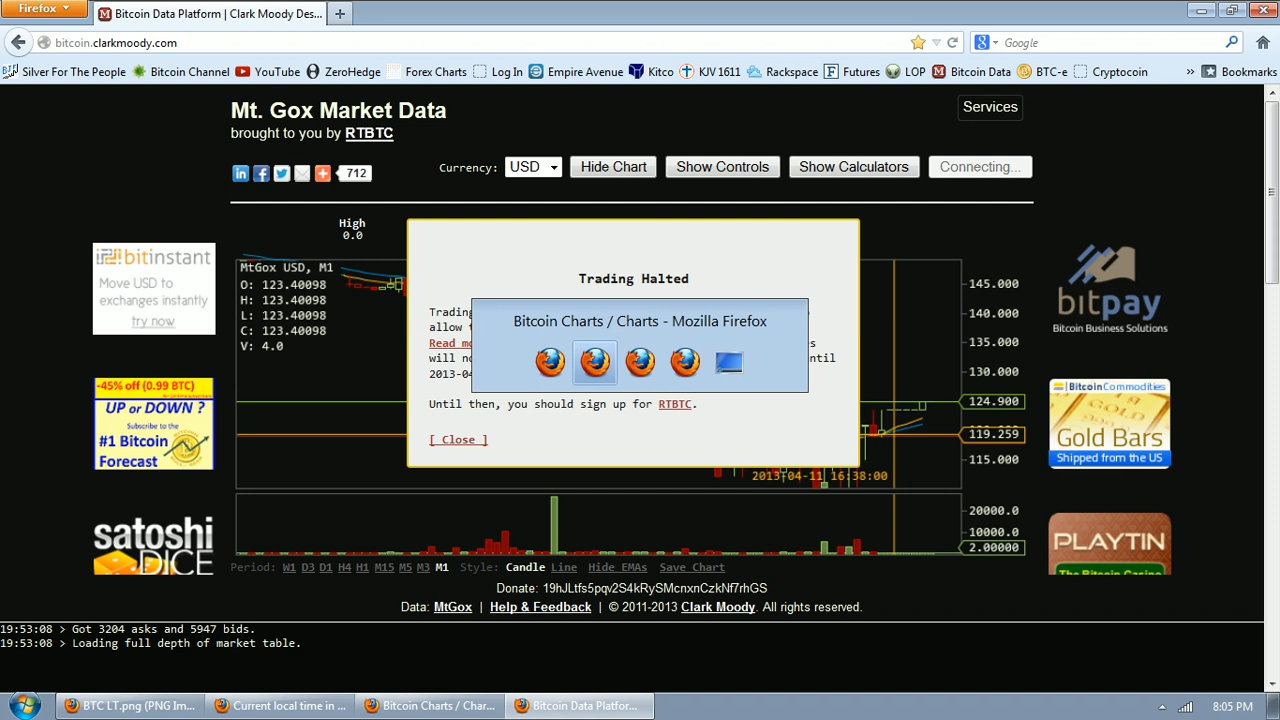 Firefox
Bitcoin Data Platform | Clark Moody Des...
bitcoin.clarkmoody.com
Google
Silver For The People
Bitcoin Channel
YouTube
ZeroHedge
Forex Charts
Log In
Empire Avenue
Kitco
KJV 1611
Rackspace
Futures
LOP
Bitcoin Data
BTC-e
Cryptocoin
»
Bookmarks
Mt. Gox Market Data
Services
brought to you by RTBTC
712
Currency: USD
Hide Chart
Show Controls
Show Calculators
Connecting...
High
0.0
MtGox USD, M1
O: 123.40098
H: 123.40098
L: 123.40098
C: 123.40098
V: 4.0
Trading Halted
Trading
allow
Read mo
will no
until
2013-04
Until then, you should sign up for RTBTC.
[ Close ]
Bitcoin Charts / Charts - Mozilla Firefox
145.000
135.000
130.000
124.900
119.259
115.000
2013-04-11 16:38:00
20000.0
10000.0
2.00000
bitinstant
Move USD to
exchanges instantly
try now
-45% off (0.99 BTC)
UP or DOWN ?
Subscribe to the
#1 Bitcoin
Forecast
satoshi
DICE
bitpay
Bitcoin Business Solutions
BitcoinCommodities
Gold Bars
Shipped from the US
PLAYTIN
The Bitcoin Casino
Period: W1 D3 D1 H4 H1 M15 M5 M3 M1 Style: Candle Line Hide EMAs Save Chart
Donate: 19hJLtfs5pqv2S4kRySMcnxnCzkNf7rhGS
Data: MtGox | Help & Feedback | © 2011-2013 Clark Moody. All rights reserved.
19:53:08 > Got 3204 asks and 5947 bids.
19:53:08 > Loading full depth of market table.
BTC LT.png (PNG Im...
Current local time in ...
Bitcoin Charts / Char...
Bitcoin Data Platfor...
8:05 PM